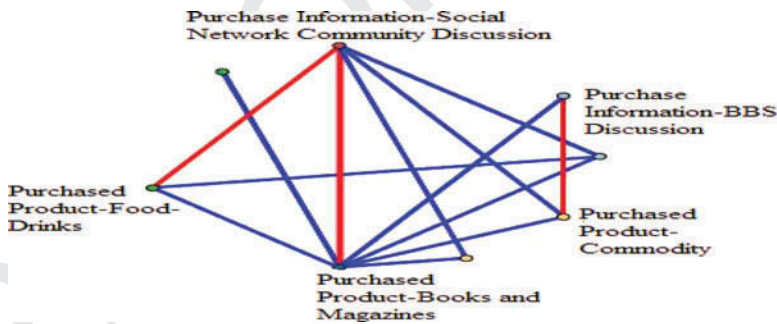 Purchase Information-Social
Network Community Discussion
Purchase
Information-BBS
Discussion
Purchased
Product-Food-
Drinks
Purchased
Product-
Commodity
Purchased
Product-Books and
Magazines